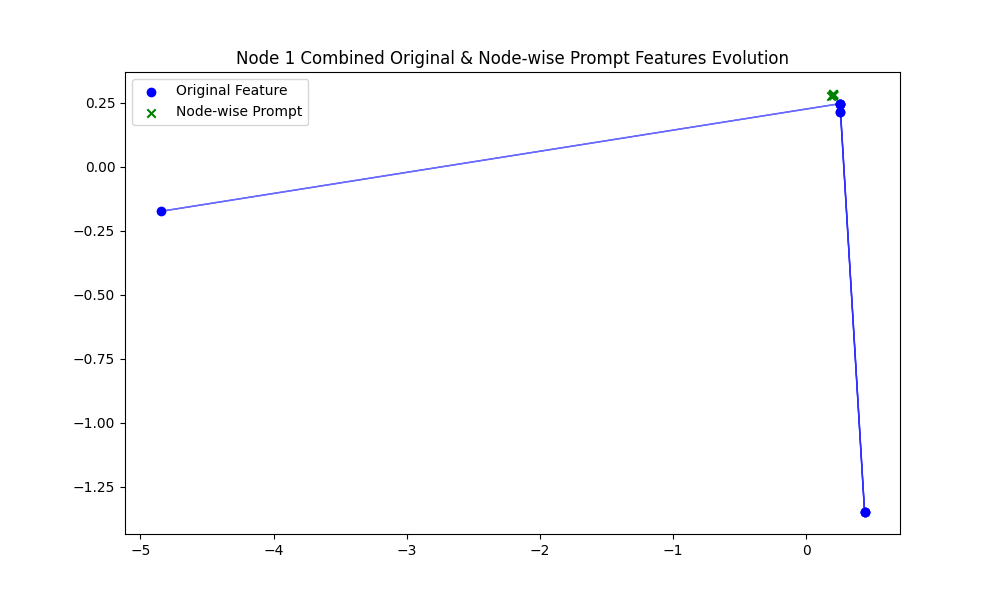 Node 1 Combined Original & Node-wise Prompt Features Evolution
Original Feature
Node-wise Prompt
0.25
0.00
−0.25
−0.50
−0.75
−1.00
−1.25
−5 −4 −3 −2 −1 0